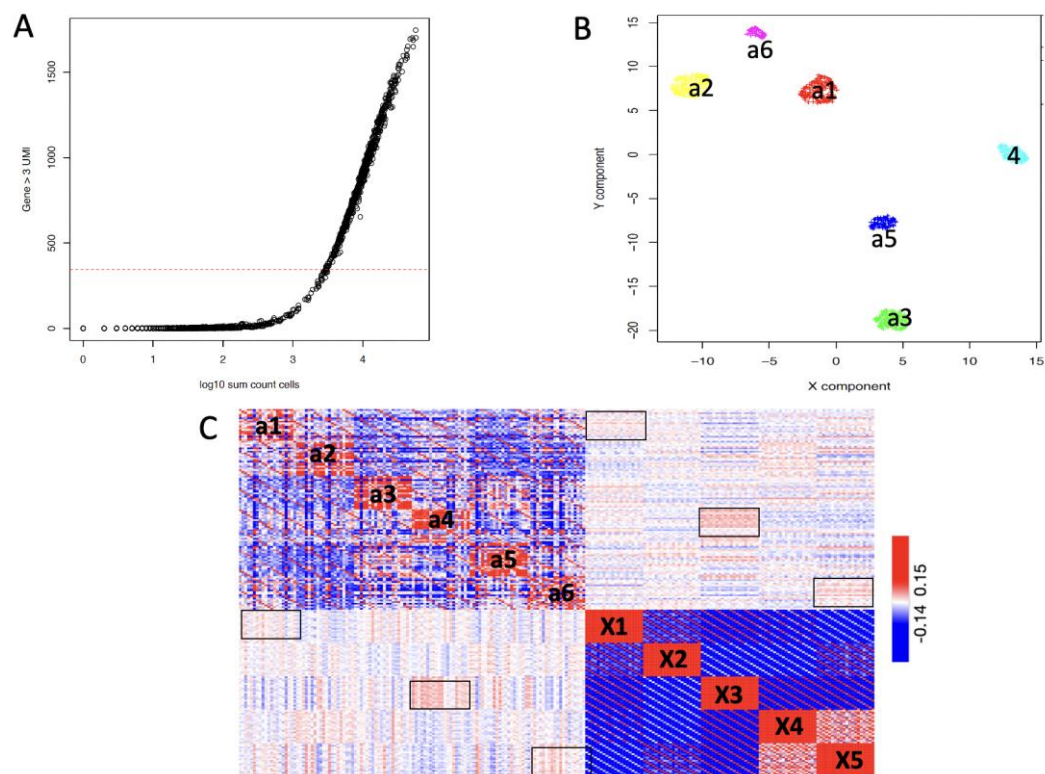 A
Gene > 3 UMI
1500
1000
500
0
0 1 2 3 4
log10 sum count cells
B
Y component
15
10
5
0
−5
−10
−15
−20
a6
a2
a1
4
a5
a3
−10 −5 0 5 10 15
X component
C
a1
a2
a3
a4
a5
a6
X1
X2
X3
X4
X5
0.15
-0.14